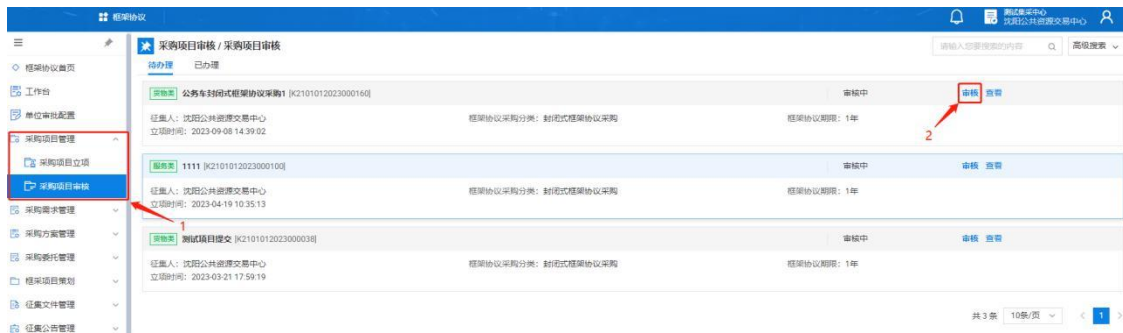 框架协议
测试集采中心
沈阳公共资源交易中心
框架协议首页
工作台
单位审批配置
采购项目管理
采购项目立项
采购项目审核
采购需求管理
采购方案管理
采购委托管理
框采项目策划
征集文件管理
征集公告管理
采购项目审核 / 采购项目审核
请输入您要搜索的内容
高级搜索
待办理 已办理
货物类 公务车封闭式框架协议采购1 [K2101012023000160] 审核中 审核 查看
征集人：沈阳公共资源交易中心 框架协议采购分类：封闭式框架协议采购 框架协议期限：1年
立项时间：2023-09-08 14:39:02
2
服务类 1111 [K2101012023000100] 审核中 审核 查看
征集人：沈阳公共资源交易中心 框架协议采购分类：封闭式框架协议采购 框架协议期限：1年
立项时间：2023-04-19 10:35:13
1
货物类 测试项目提交 [K2101012023000038] 审核中 审核 查看
征集人：沈阳公共资源交易中心 框架协议采购分类：封闭式框架协议采购 框架协议期限：1年
立项时间：2023-03-21 17:59:19
共 3 条 10条/页 1